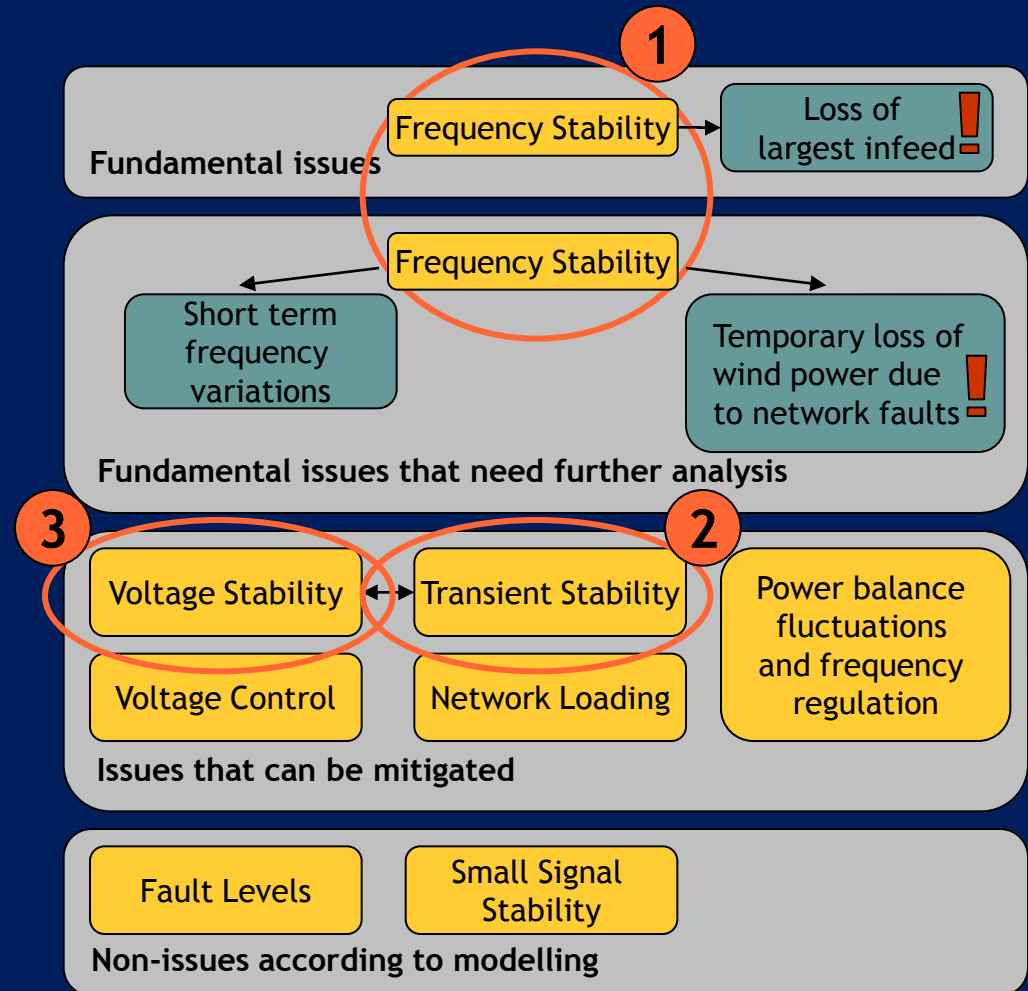 1
Frequency Stability
Loss of
largest infeed
!
Fundamental issues
Frequency Stability
Short term
frequency
variations
Temporary loss of
wind power due
to network faults
!
Fundamental issues that need further analysis
3
2
Voltage Stability
Transient Stability
Power balance
fluctuations
and frequency
regulation
Voltage Control
Network Loading
Issues that can be mitigated
Fault Levels
Small Signal
Stability
Non-issues according to modelling